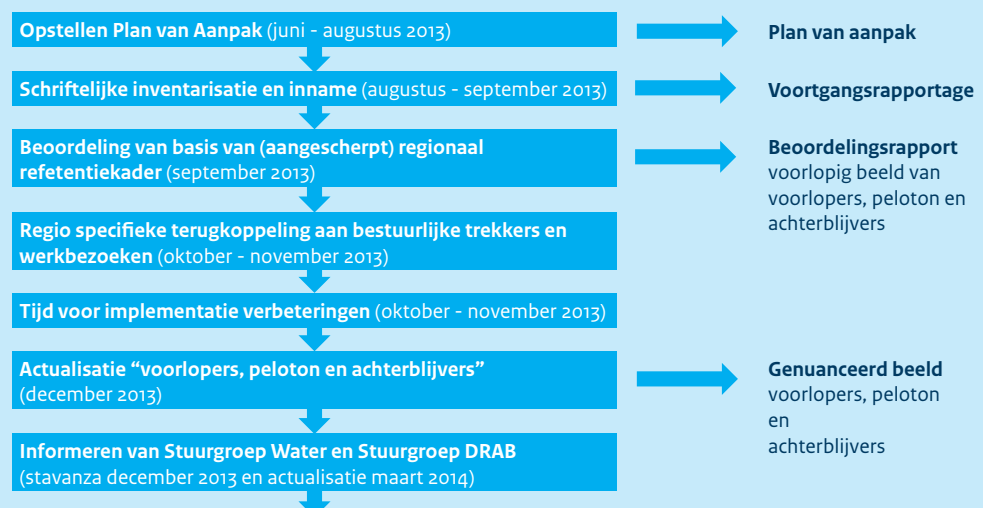 Opstellen Plan van Aanpak (juni - augustus 2013)
Plan van aanpak
Schriftelijke inventarisatie en inname (augustus - september 2013)
Voortgangsrapportage
Beoordeling van basis van (aangescherpt) regionaal
refetentiekader (september 2013)
Beoordelingsrapport
voorlopig beeld van
voorlopers, peloton en
achterblijvers
Regio specifieke terugkoppeling aan bestuurlijke trekkers en
werkbezoeken (oktober - november 2013)
Tijd voor implementatie verbeteringen (oktober - november 2013)
Actualisatie “voorlopers, peloton en achterblijvers”
(december 2013)
Genuanceerd beeld
voorlopers, peloton
en
achterblijvers
Informeren van Stuurgroep Water en Stuurgroep DRAB
(stavanza december 2013 en actualisatie maart 2014)